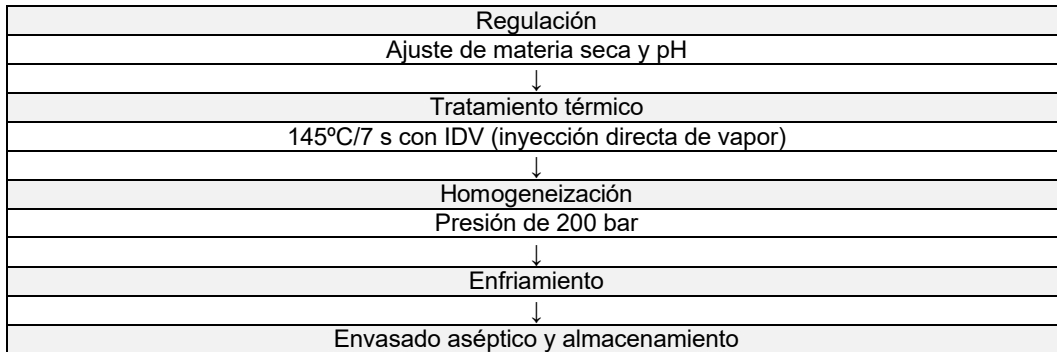 Regulación
Ajuste de materia seca y pH
↓
Tratamiento térmico
145ºC/7 s con IDV (inyección directa de vapor)
↓
Homogeneización
Presión de 200 bar
↓
Enfriamiento
↓
Envasado aséptico y almacenamiento